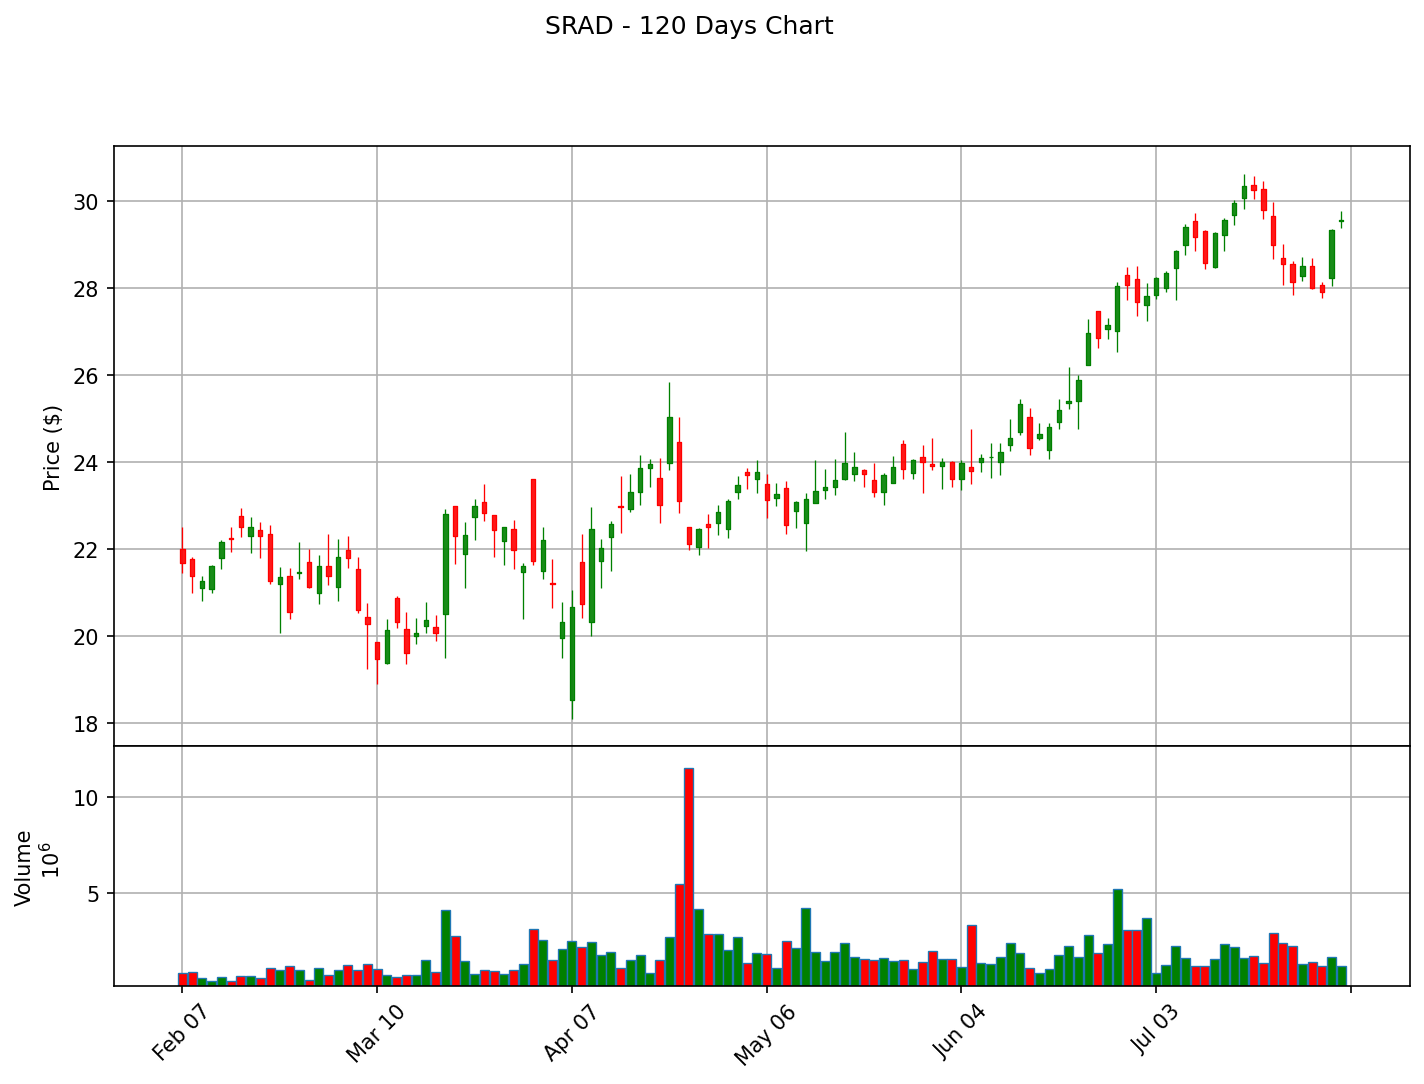 SRAD - 120 Days Chart
Price ($)
30
28
26
24
22
20
18
Volume
10⁶
10
5
Feb 07
Mar 10
Apr 07
May 06
Jun 04
Jul 03